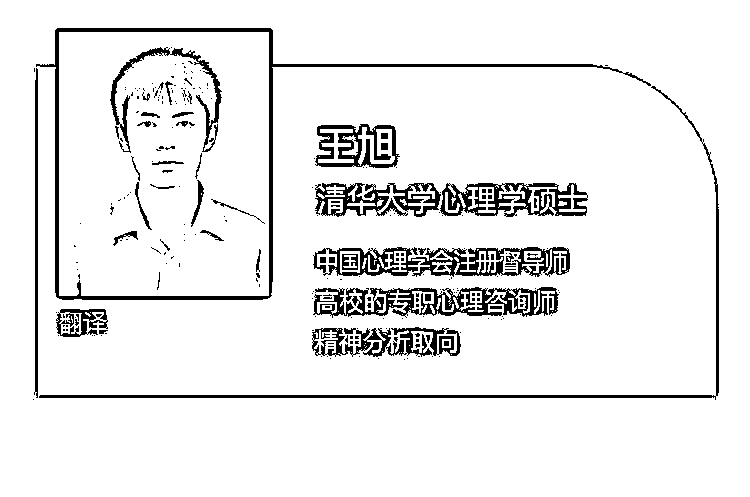 王旭
清华大学心理学硕士
中国心理学会注册督导师
高校的专职心理咨询师
精神分析取向
翻译